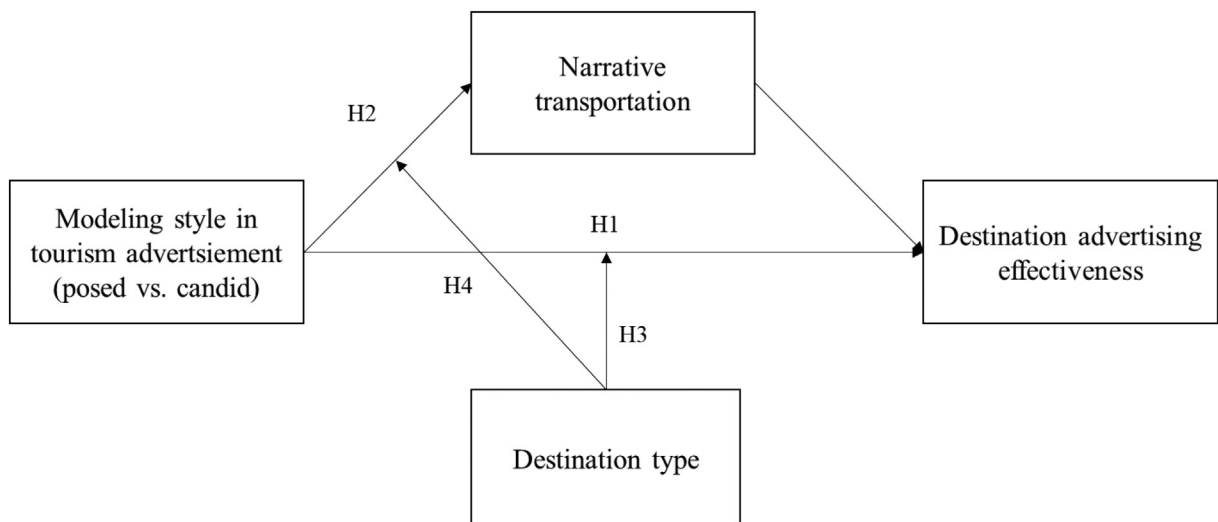 Narrative
transportation
H2
Modeling style in
tourism advertsiement
(posed vs. candid)
H1
Destination advertising
effectiveness
H4
H3
Destination type